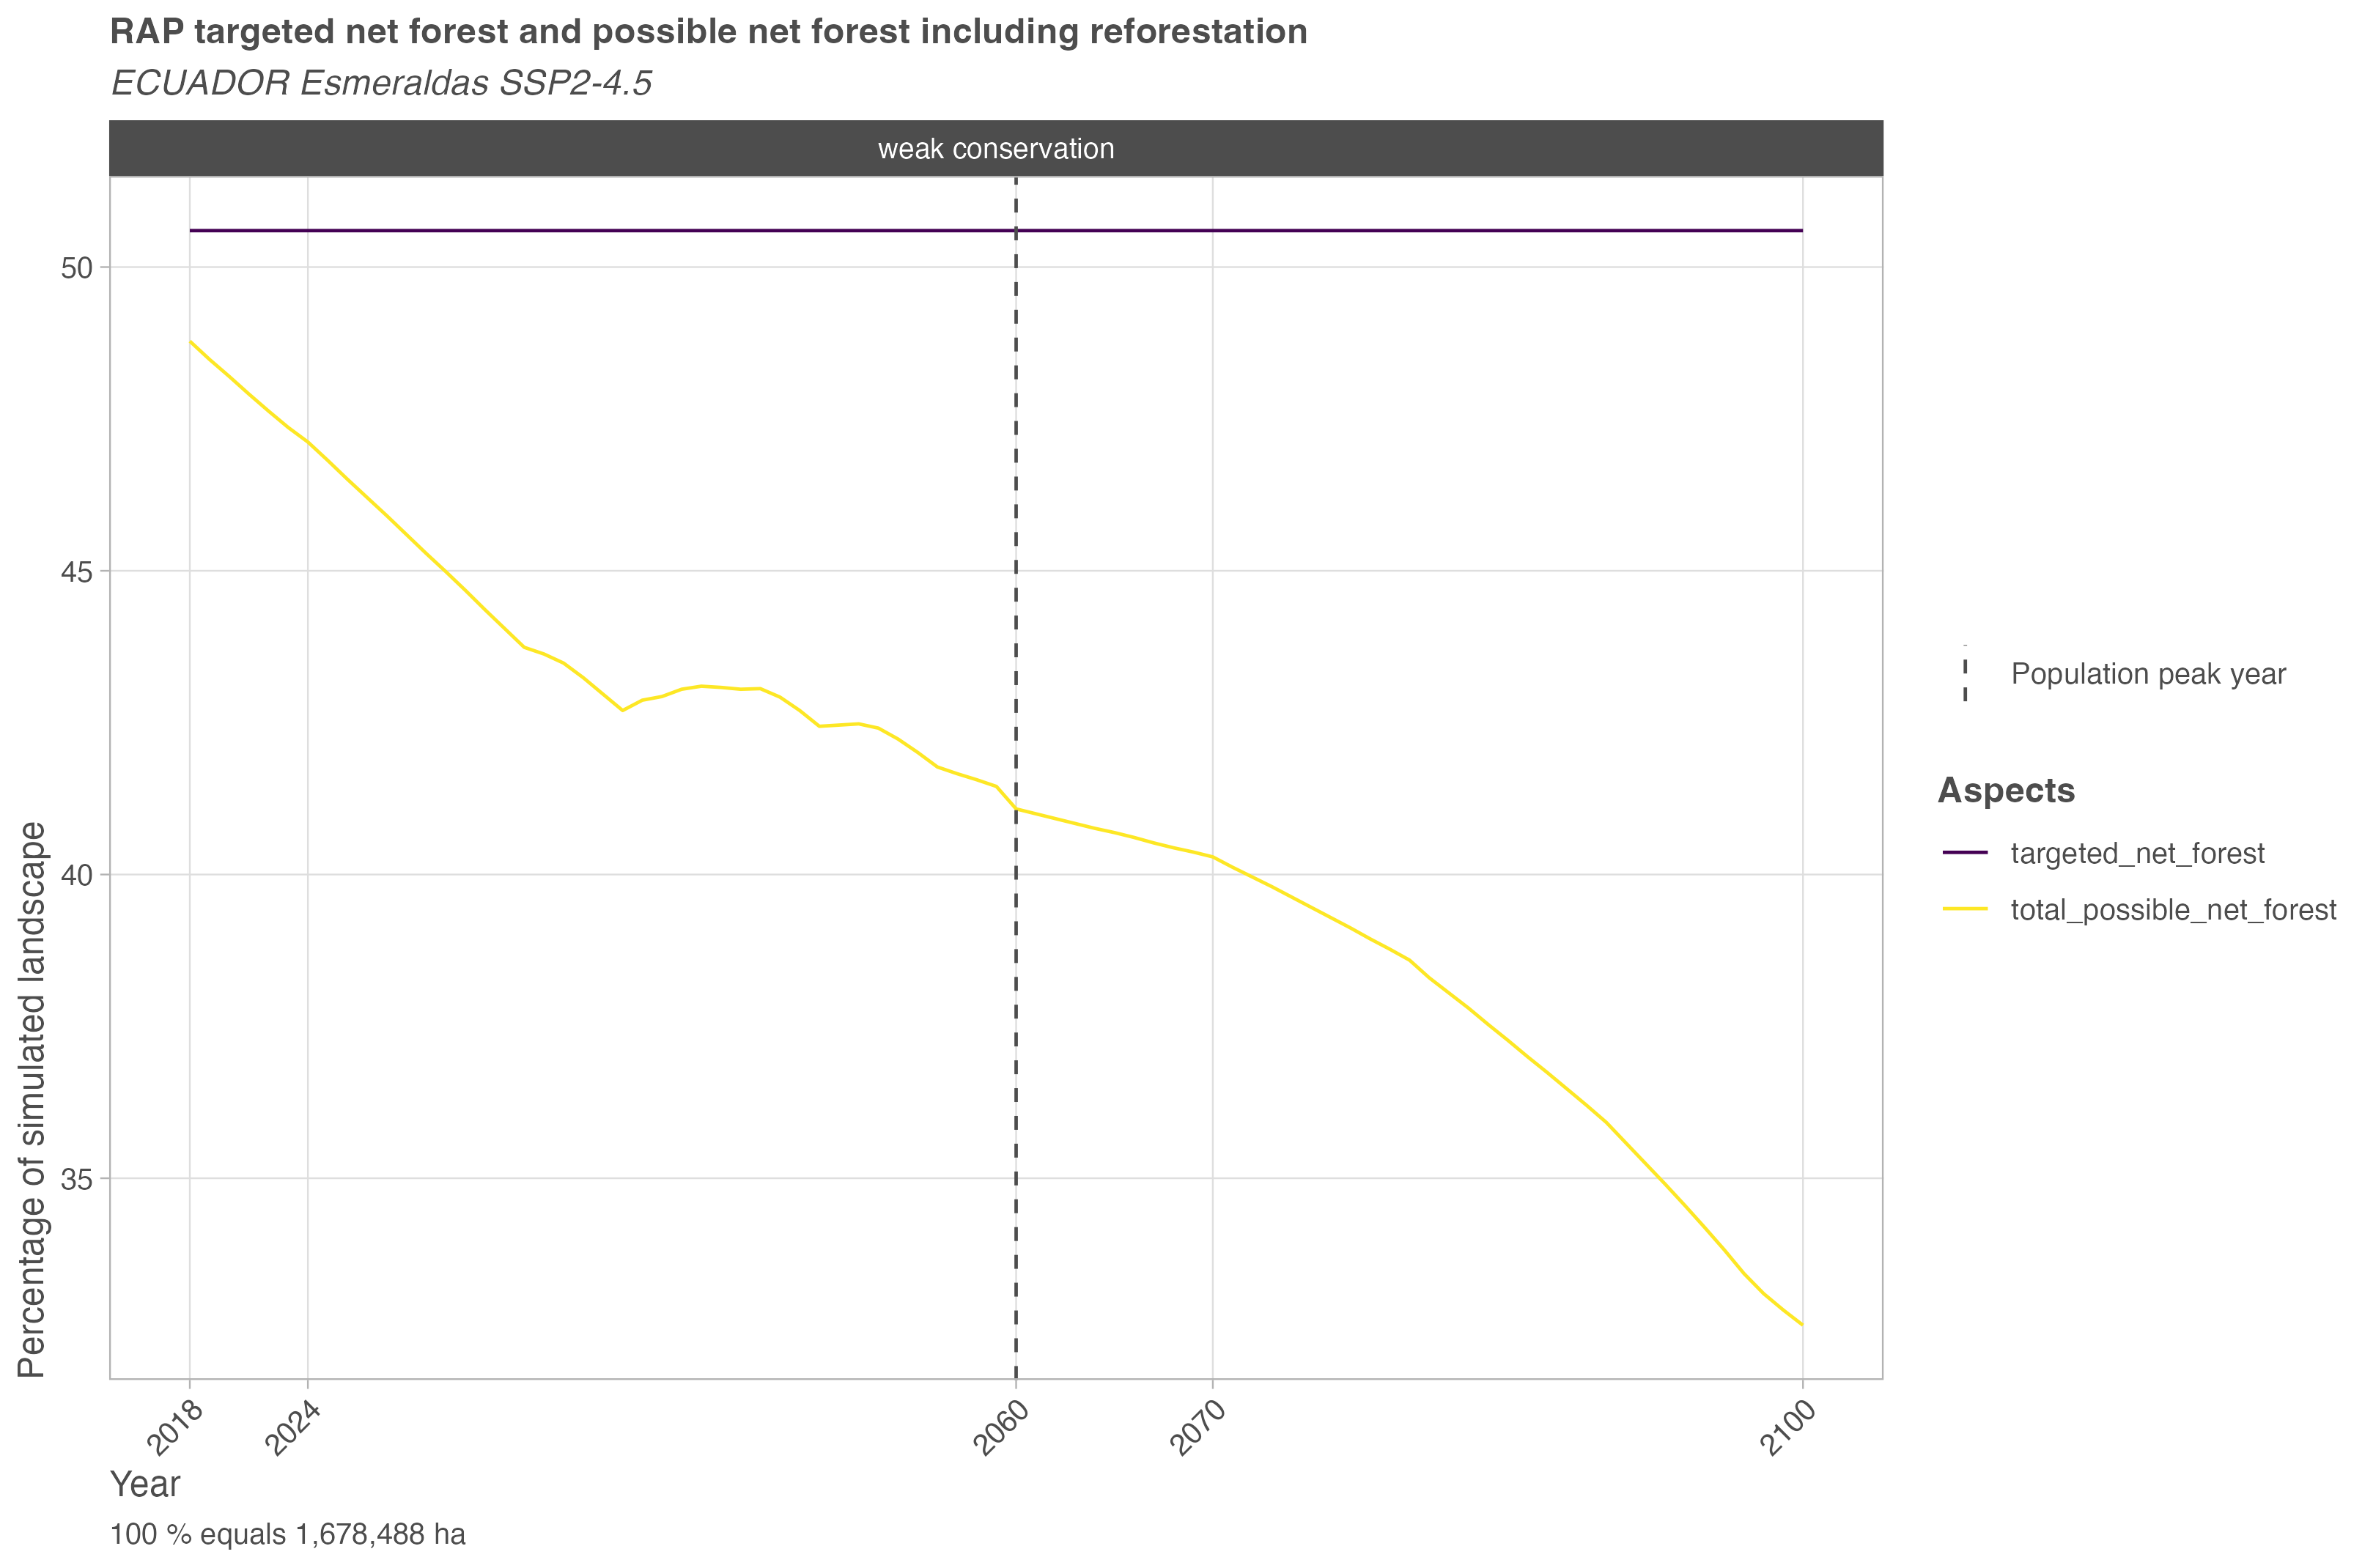 RAP targeted net forest and possible net forest including reforestation
ECUADOR Esmeraldas SSP2-4.5
weak conservation
50
45
40
35
Percentage of simulated landscape
2018
2024
2060
2070
2100
Year
100 % equals 1,678,488 ha
Population peak year
Aspects
targeted_net_forest
total_possible_net_forest